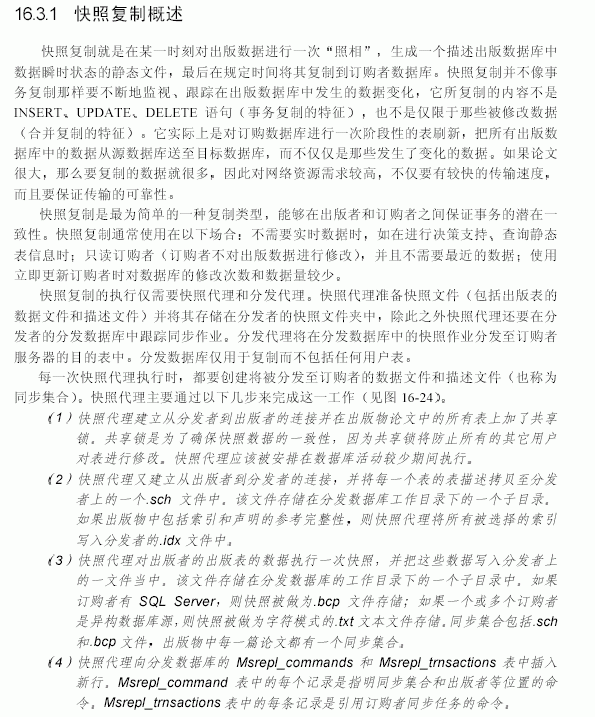 16.3.1 快照复制概述
快照复制就是在某一时刻对出版数据进行一次“照相”，生成一个描述出版数据库中
数据瞬时状态的静态文件，最后在规定时间将其复制到订购者数据库。快照复制并不像事
务复制那样要不断地监视、跟踪在出版数据库中发生的数据变化，它所复制的内容不是
INSERT、UPDATE、DELETE 语句（事务复制的特征），也不是仅限于那些被修改数据
（合并复制的特征）。它实际上是对订购数据库进行一次阶段性的表刷新，把所有出版数
据库中的数据从源数据库送至目标数据库，而不仅仅是那些发生了变化的数据。如果论文
很大，那么要复制的数据就很多，因此对网络资源需求较高，不仅要有较快的传输速度，
而且要保证传输的可靠性。
快照复制是最为简单的一种复制类型，能够在出版者和订购者之间保证事务的潜在一
致性。快照复制通常使用在以下场合：不需要实时数据时，如在进行决策支持、查询静态
表信息时；只读订购者（订购者不对出版数据进行修改），并且不需要最近的数据；使用
立即更新订购者时对数据库的修改次数和数据量较少。
快照复制的执行仅需要快照代理和分发代理。快照代理准备快照文件（包括出版表的
数据文件和描述文件）并将其存储在分发者的快照文件夹中，除此之外快照代理还要在分
发者的分发数据库中跟踪同步作业。分发代理将在分发数据库中的快照作业分发至订购者
服务器的目的表中。分发数据库仅用于复制而不包括任何用户表。
每一次快照代理执行时，都要创建将被分发至订购者的数据文件和描述文件（也称为
同步集合）。快照代理主要通过以下几步来完成这一工作（见图 16-24）。
（1）快照代理建立从分发者到出版者的连接并在出版物论文中的所有表上加了共享
锁。共享锁是为了确保快照数据的一致性，因为共享锁将防止所有的其它用户
对表进行修改。快照代理应该被安排在数据库活动较少期间执行。
（2）快照代理又建立从出版者到分发者的连接，并将每一个表的表描述拷贝至分发
者上的一个.sch 文件中。该文件存储在分发数据库工作目录下的一个子目录。
如果出版物中包括索引和声明的参考完整性，则快照代理将所有被选择的索引
写入分发者的.idx 文件中。
（3）快照代理对出版者的出版表的数据执行一次快照，并把这些数据写入分发者上
的一文件当中。该文件存储在分发数据库的工作目录下的一个子目录中。如果
订购者有 SQL Server，则快照被做为.bcp 文件存储；如果一个或多个订购者
是异构数据库源，则快照被做为字符模式的.txt 文本文件存储。同步集合包括.sch
和.bcp 文件，出版物中每一篇论文都有一个同步集合。
（4）快照代理向分发数据库的 Msrepl_commands 和 Msrepl_trnsactions 表中插入
新行。Msrepl_command 表中的每个记录是指明同步集合和出版者等位置的命
令。Msrepl_trnsactions 表中的每条记录是引用订购者同步任务的命令。